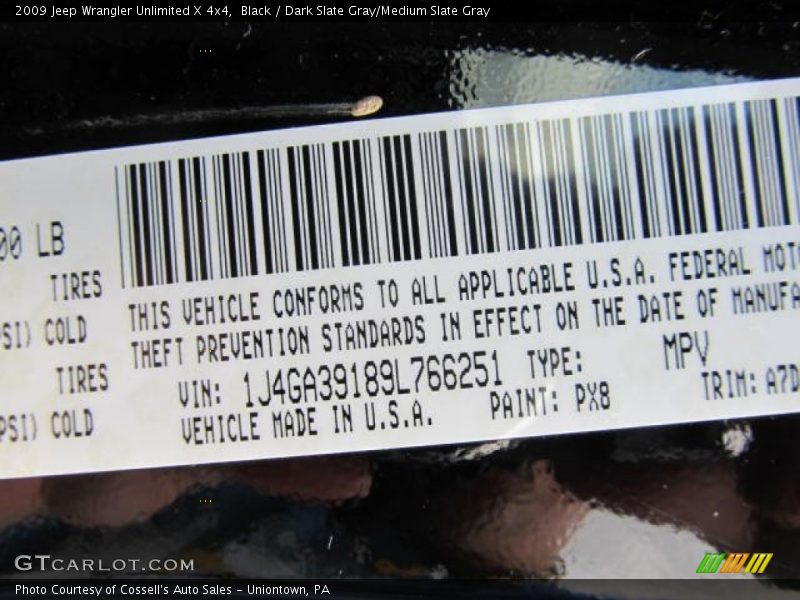 2009 Jeep Wrangler Unlimited X 4x4, Black / Dark Slate Gray/Medium Slate Gray
00 LB
TIRES
PSI) COLD
TIRES
PSI) COLD
THIS VEHICLE CONFORMS TO ALL APPLICABLE U.S.A. FEDERAL MOT
THEFT PREVENTION STANDARDS IN EFFECT ON THE DATE OF MANUFA
VIN: 1J4GA39189L766251 TYPE: MPV
VEHICLE MADE IN U.S.A. PAINT: PX8 TRIM: A7D
GTCARLOT.COM
Photo Courtesy of Cossell's Auto Sales - Uniontown, PA